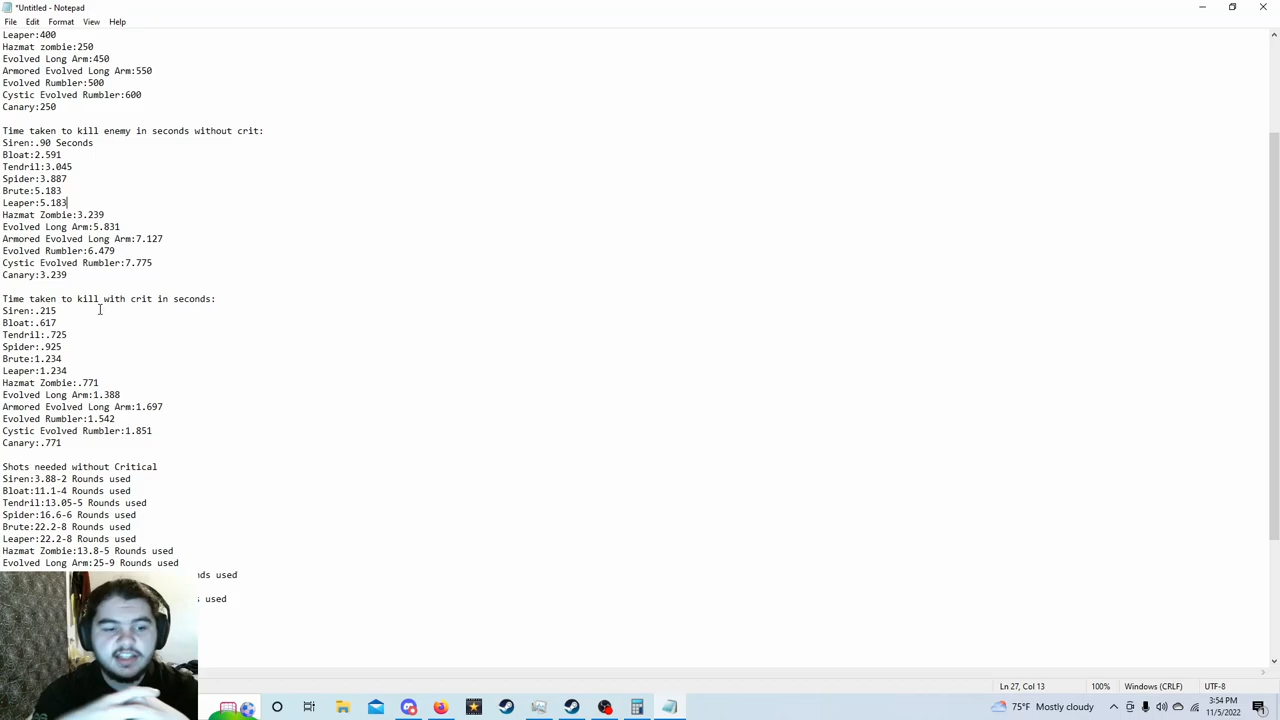 *Untitled - Notepad
File Edit Format View Help
Leaper:400
Hazmat zombie:250
Evolved Long Arm:450
Armored Evolved Long Arm:550
Evolved Rumbler:500
Cystic Evolved Rumbler:600
Canary:250
Time taken to kill enemy in seconds without crit:
Siren:.90 Seconds
Bloat:2.591
Tendril:3.045
Spider:3.887
Brute:5.183
Leaper:5.183
Hazmat Zombie:3.239
Evolved Long Arm:5.831
Armored Evolved Long Arm:7.127
Evolved Rumbler:6.479
Cystic Evolved Rumbler:7.775
Canary:3.239
Time taken to kill with crit in seconds:
Siren:.215
Bloat:.617
Tendril:.725
Spider:.925
Brute:1.234
Leaper:1.234
Hazmat Zombie:.771
Evolved Long Arm:1.388
Armored Evolved Long Arm:1.697
Evolved Rumbler:1.542
Cystic Evolved Rumbler:1.851
Canary:.771
Shots needed without Critical
Siren:3.88-2 Rounds used
Bloat:11.1-4 Rounds used
Tendril:13.05-5 Rounds used
Spider:16.6-6 Rounds used
Brute:22.2-8 Rounds used
Leaper:22.2-8 Rounds used
Hazmat Zombie:13.8-5 Rounds used
Evolved Long Arm:25-9 Rounds used
nds used
s used
Ln 27, Col 13 100% Windows (CRLF) UTF-8
75°F Mostly cloudy 3:54 PM
11/5/2022